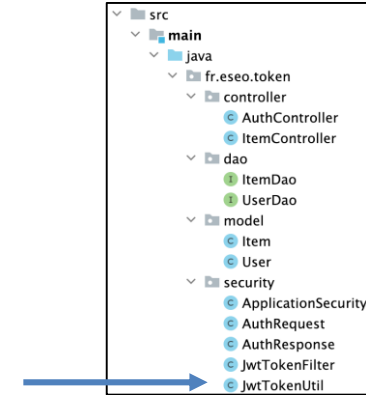 src
main
java
fr.eseo.token
controller
C AuthController
C ItemController
dao
I ItemDao
I UserDao
model
C Item
C User
security
C ApplicationSecurity
C AuthRequest
C AuthResponse
C JwtTokenFilter
C JwtTokenUtil